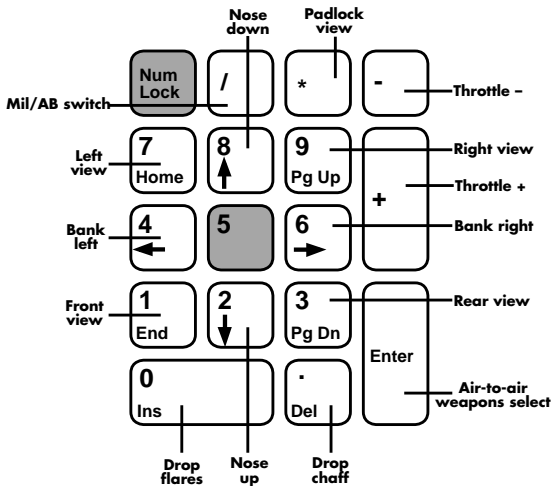 Nose
down
Padlock
view
Num
Lock
/
*
-
Mil/AB switch
Throttle –
7
Home
8
9
Pg Up
+
Left
view
Right view
Throttle +
4
5
6
Bank
left
Bank right
1
End
2
3
Pg Dn
Enter
Front
view
Rear view
0
Ins
.
Del
Air-to-air
weapons select
Drop
flares
Nose
up
Drop
chaff